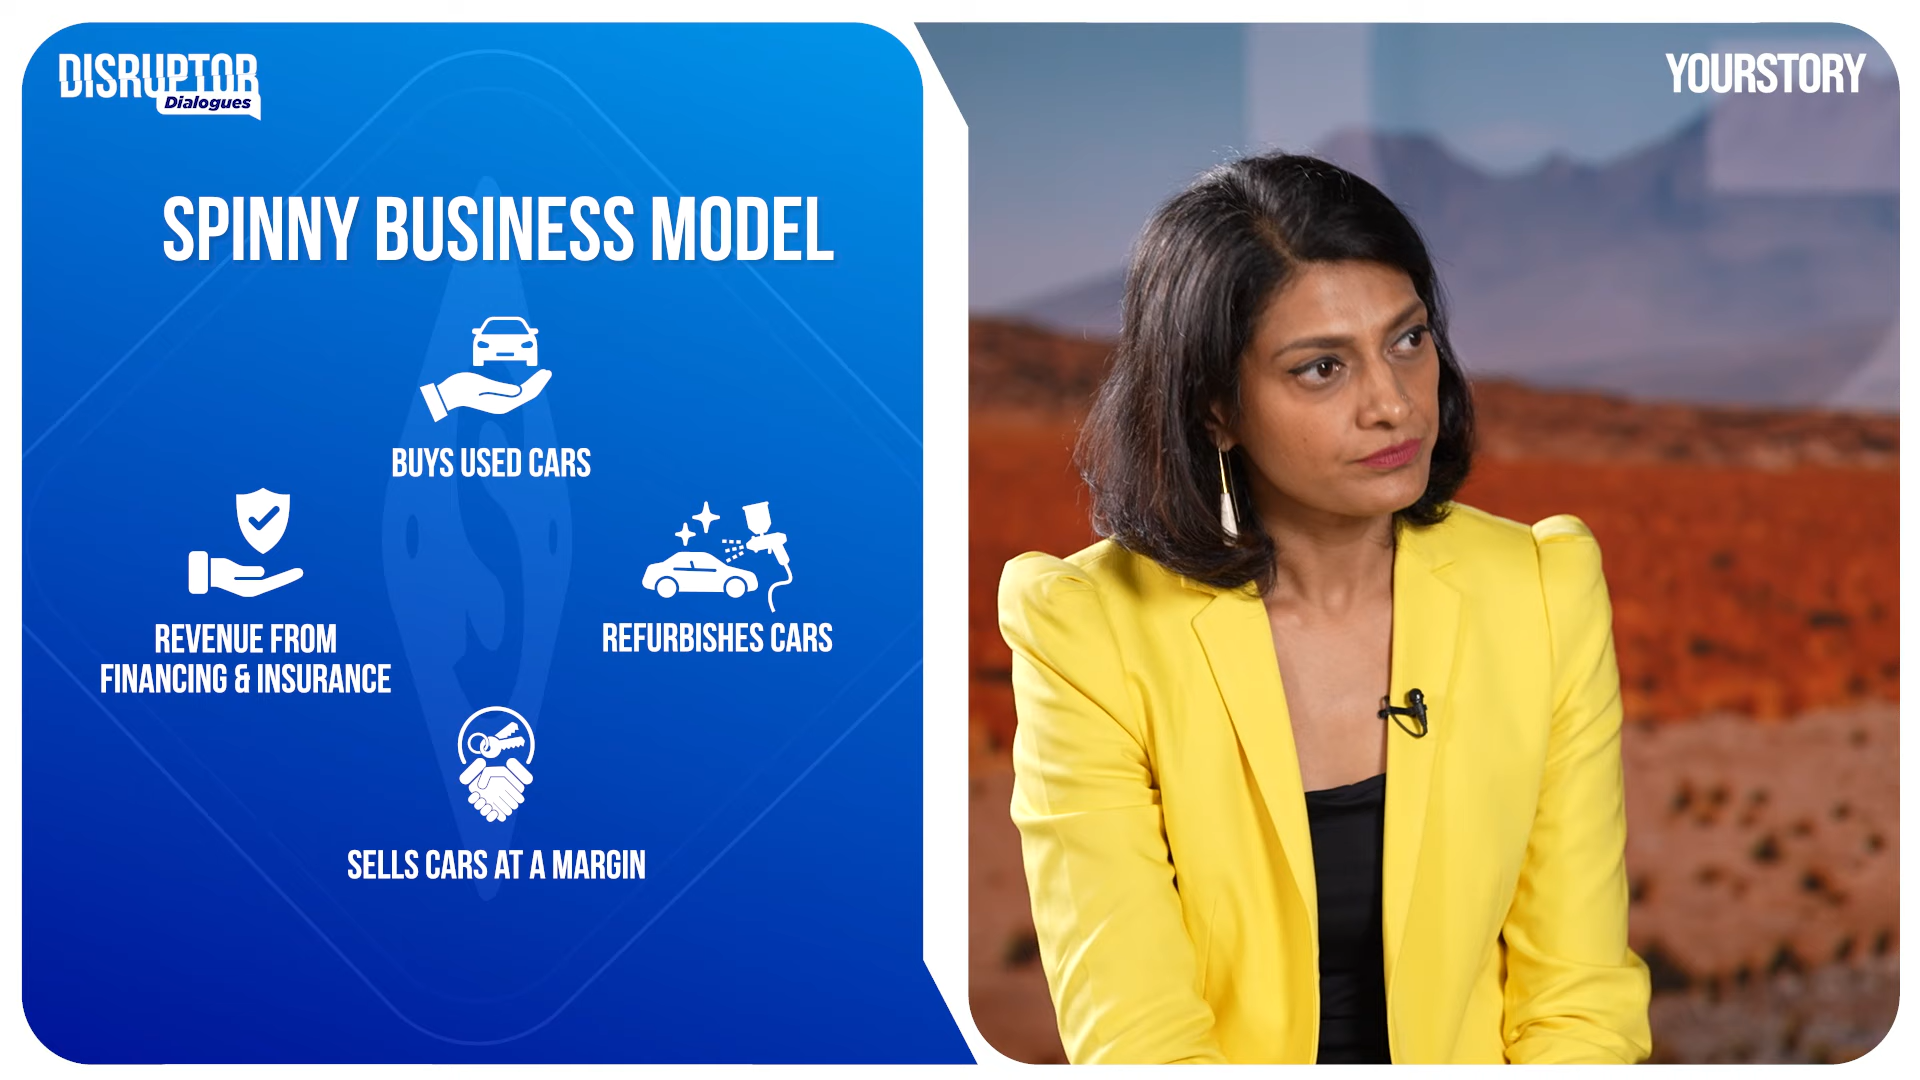 DISRUPTOR
Dialogues
YOURSTORY
SPINNY BUSINESS MODEL
BUYS USED CARS
REVENUE FROM
FINANCING & INSURANCE
REFURBISHES CARS
SELLS CARS AT A MARGIN